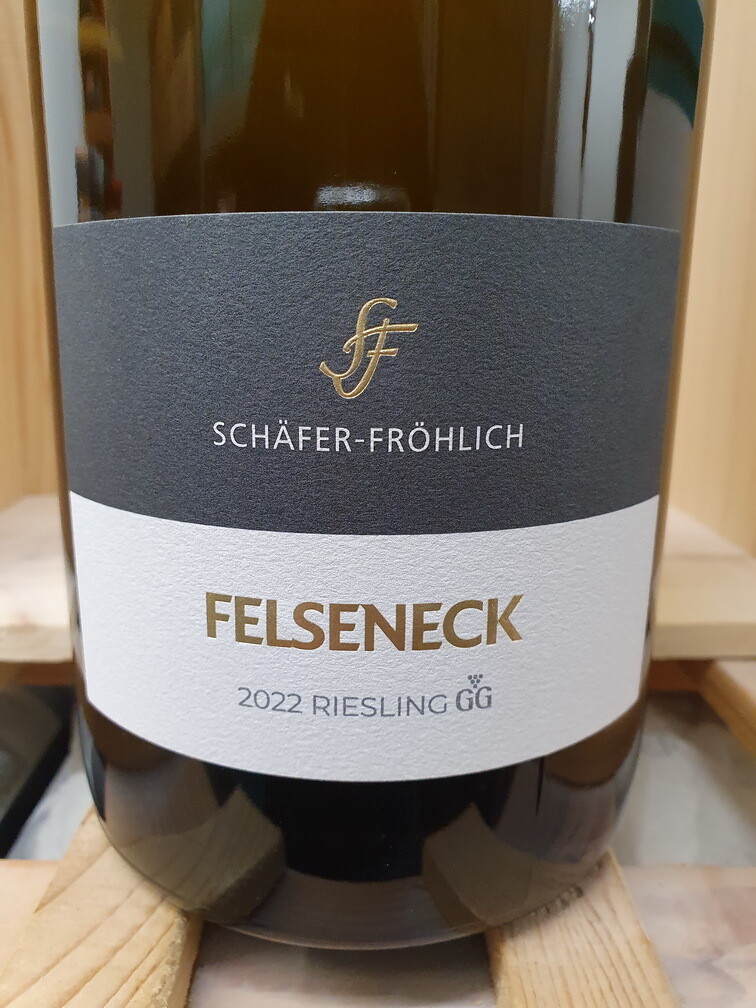 SF
SCHÄFER-FRÖHLICH
FELSENECK
2022 RIESLING GG